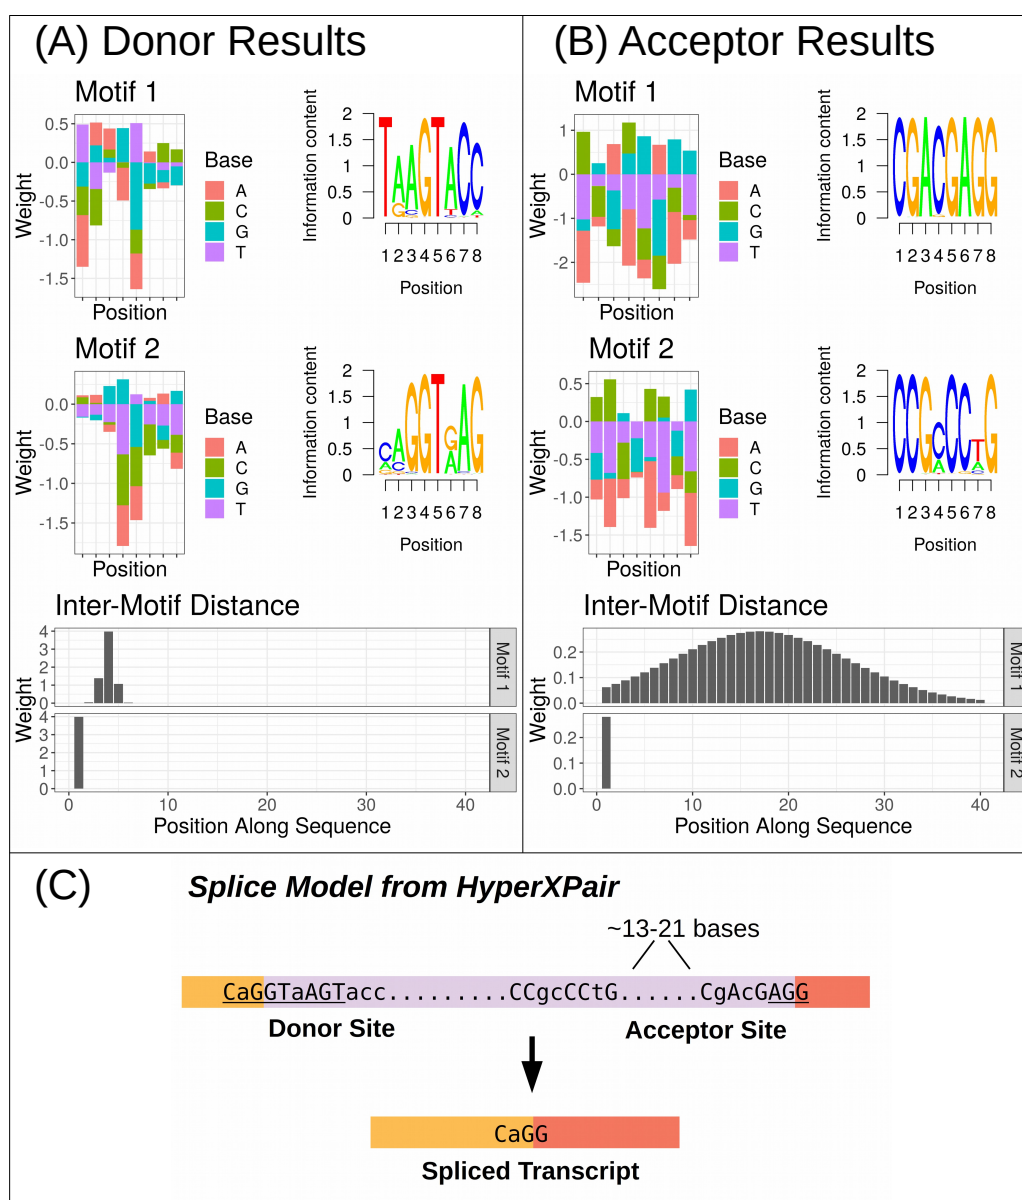 (A) Donor Results
Motif 1
0.5
0.0
-0.5
-1.0
-1.5
Weight
Position
Base
A
C
G
T
Information content
2
1.5
1
0.5
0
TAAGTACC
1 2 3 4 5 6 7 8
Position
Motif 2
0.0
-0.5
-1.0
-1.5
Weight
Position
Base
A
C
G
T
Information content
2
1.5
1
0.5
0
CAGGTGAG
1 2 3 4 5 6 7 8
Position
Inter-Motif Distance
4
3
2
1
0
Motif 1
Weight
4
3
2
1
0
Motif 2
0 10 20 30 40
Position Along Sequence
(B) Acceptor Results
Motif 1
1
0
-1
-2
Weight
Position
Base
A
C
G
T
Information content
2
1.5
1
0.5
0
CGACGAGG
1 2 3 4 5 6 7 8
Position
Motif 2
0.5
0.0
-0.5
-1.0
-1.5
Weight
Position
Base
A
C
G
T
Information content
2
1.5
1
0.5
0
CCGCCCTG
1 2 3 4 5 6 7 8
Position
Inter-Motif Distance
0.2
0.1
0.0
Motif 1
Weight
0.2
0.1
0.0
Motif 2
0 10 20 30 40
Position Along Sequence
(C)
Splice Model from HyperXPair
~13-21 bases
CaGGTaAGTacc.........CCgcCCtG......CgAcGAGG
Donor Site
Acceptor Site
CaGG
Spliced Transcript